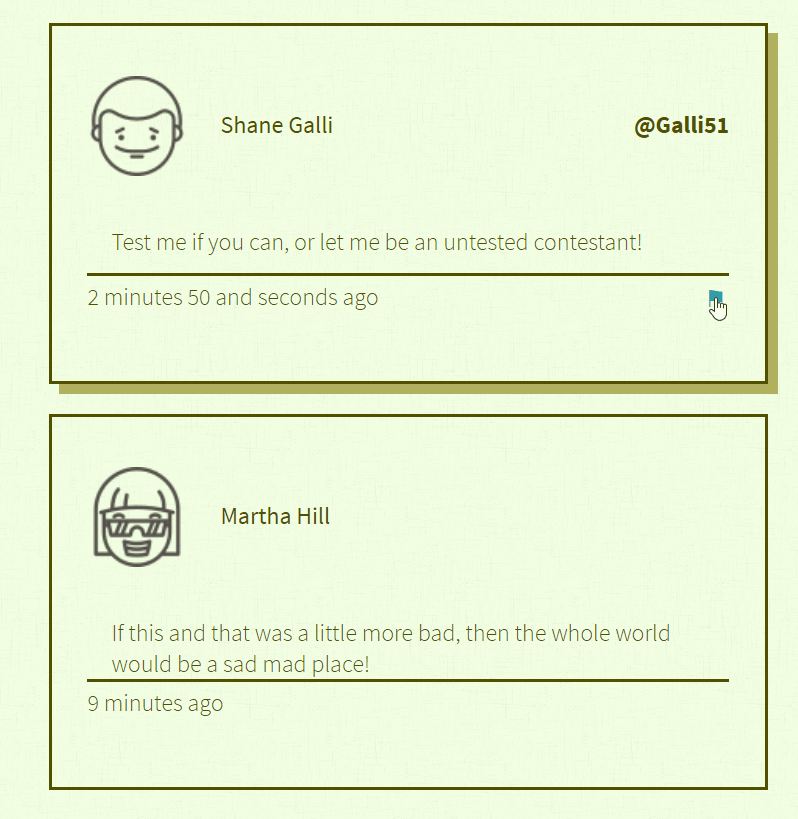 Shane Galli
@Galli51
Test me if you can, or let me be an untested contestant!
2 minutes 50 and seconds ago
Martha Hill
If this and that was a little more bad, then the whole world
would be a sad mad place!
9 minutes ago